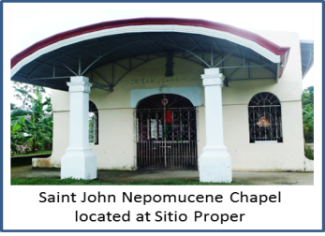 Saint John Nepomucene Chapel
located at Sitio Proper